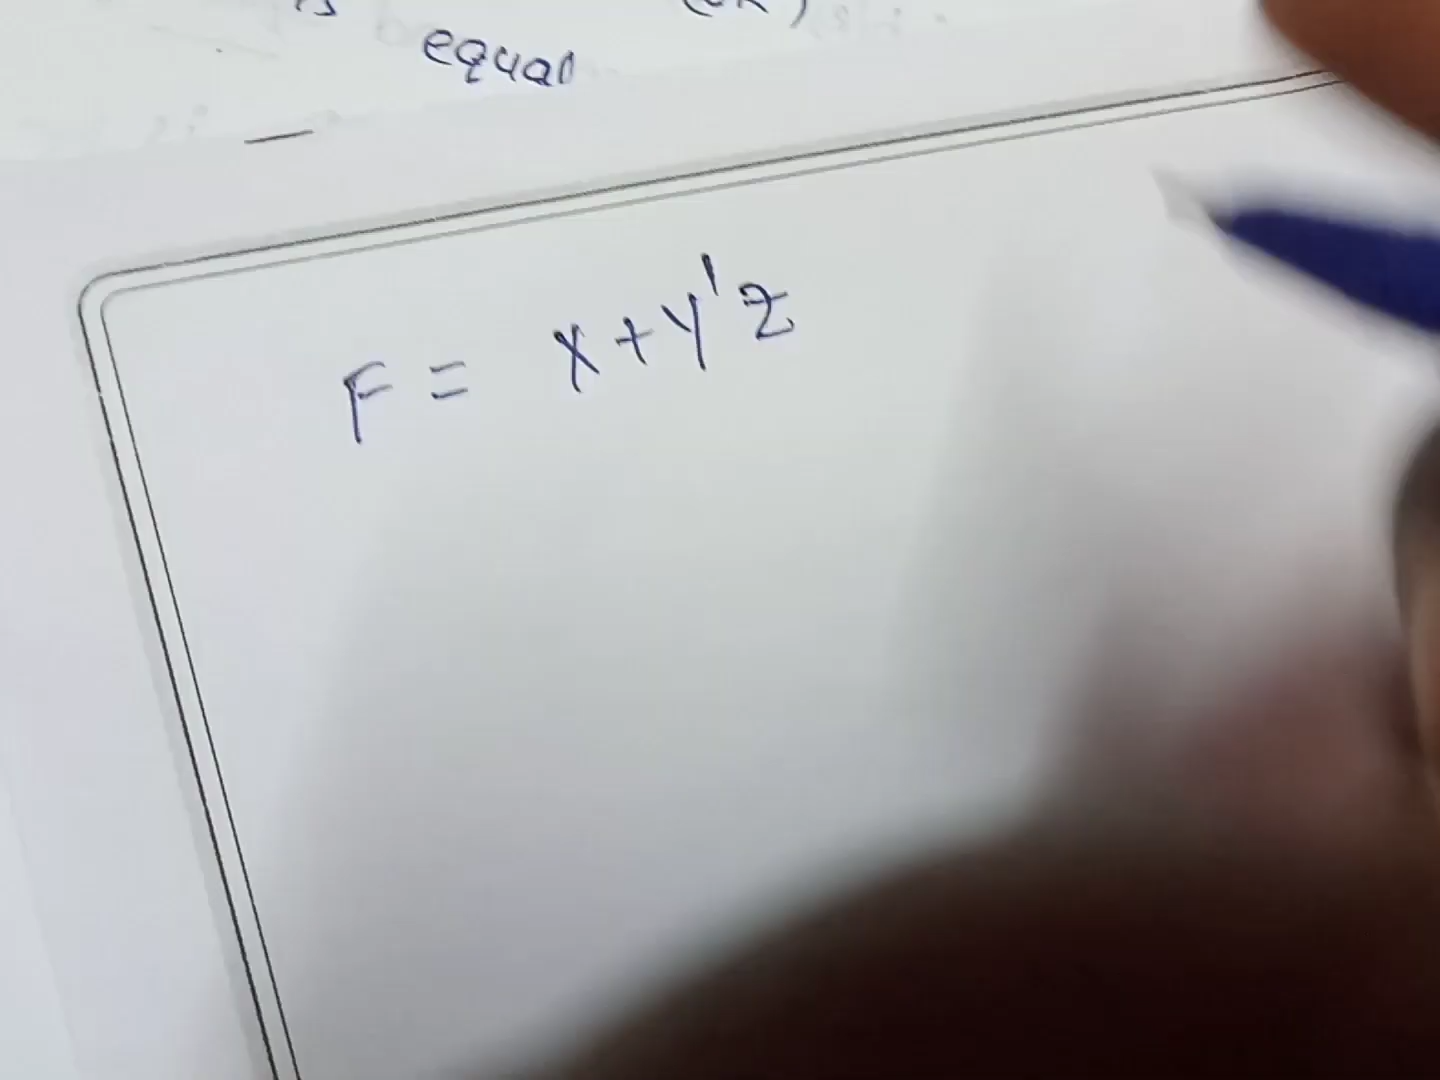 equal
F = x + y'z